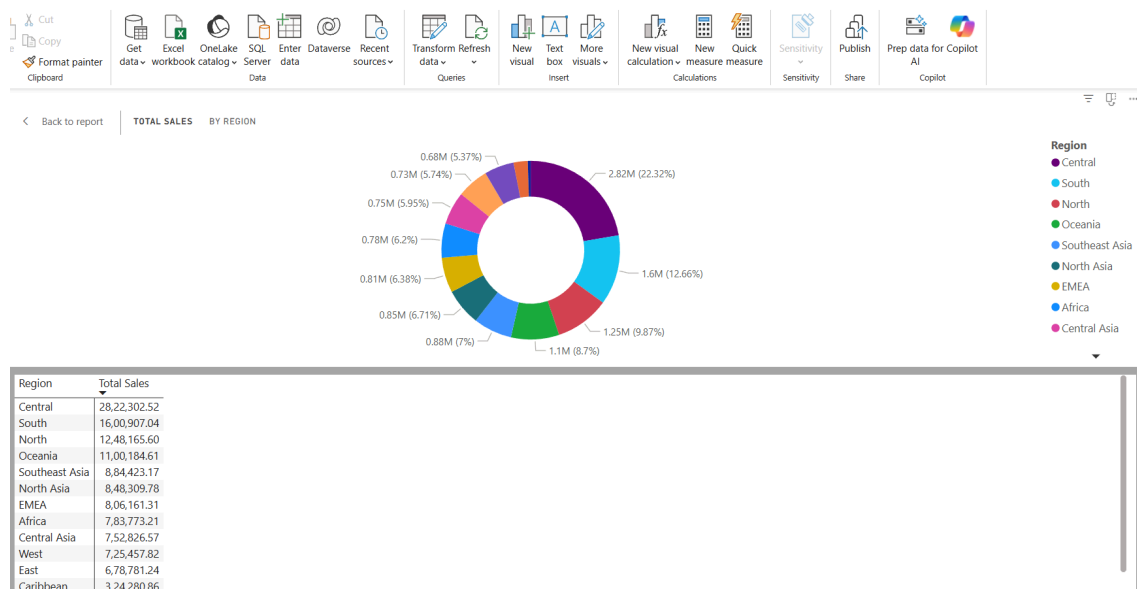 Cut
Copy
Format painter
Clipboard
Get data
Excel workbook
OneLake catalog
SQL Server
Enter data
Dataverse
Recent sources
Data
Transform data
Refresh
Queries
New visual
Text box
More visuals
Insert
New visual calculation
New measure
Quick measure
Calculations
Sensitivity
Sensitivity
Publish
Share
Prep data for AI
Copilot
Copilot
Back to report
TOTAL SALES BY REGION
0.68M (5.37%)
0.73M (5.74%)
0.75M (5.95%)
0.78M (6.2%)
0.81M (6.38%)
0.85M (6.71%)
0.88M (7%)
2.82M (22.32%)
1.6M (12.66%)
1.25M (9.87%)
1.1M (8.7%)
Region
Central
South
North
Oceania
Southeast Asia
North Asia
EMEA
Africa
Central Asia
Region Total Sales
Central 28,22,302.52
South 16,00,907.04
North 12,48,165.60
Oceania 11,00,184.61
Southeast Asia 8,84,423.17
North Asia 8,48,309.78
EMEA 8,06,161.31
Africa 7,83,773.21
Central Asia 7,52,826.57
West 7,25,457.82
East 6,78,781.24
Caribbean 3,24,280.86